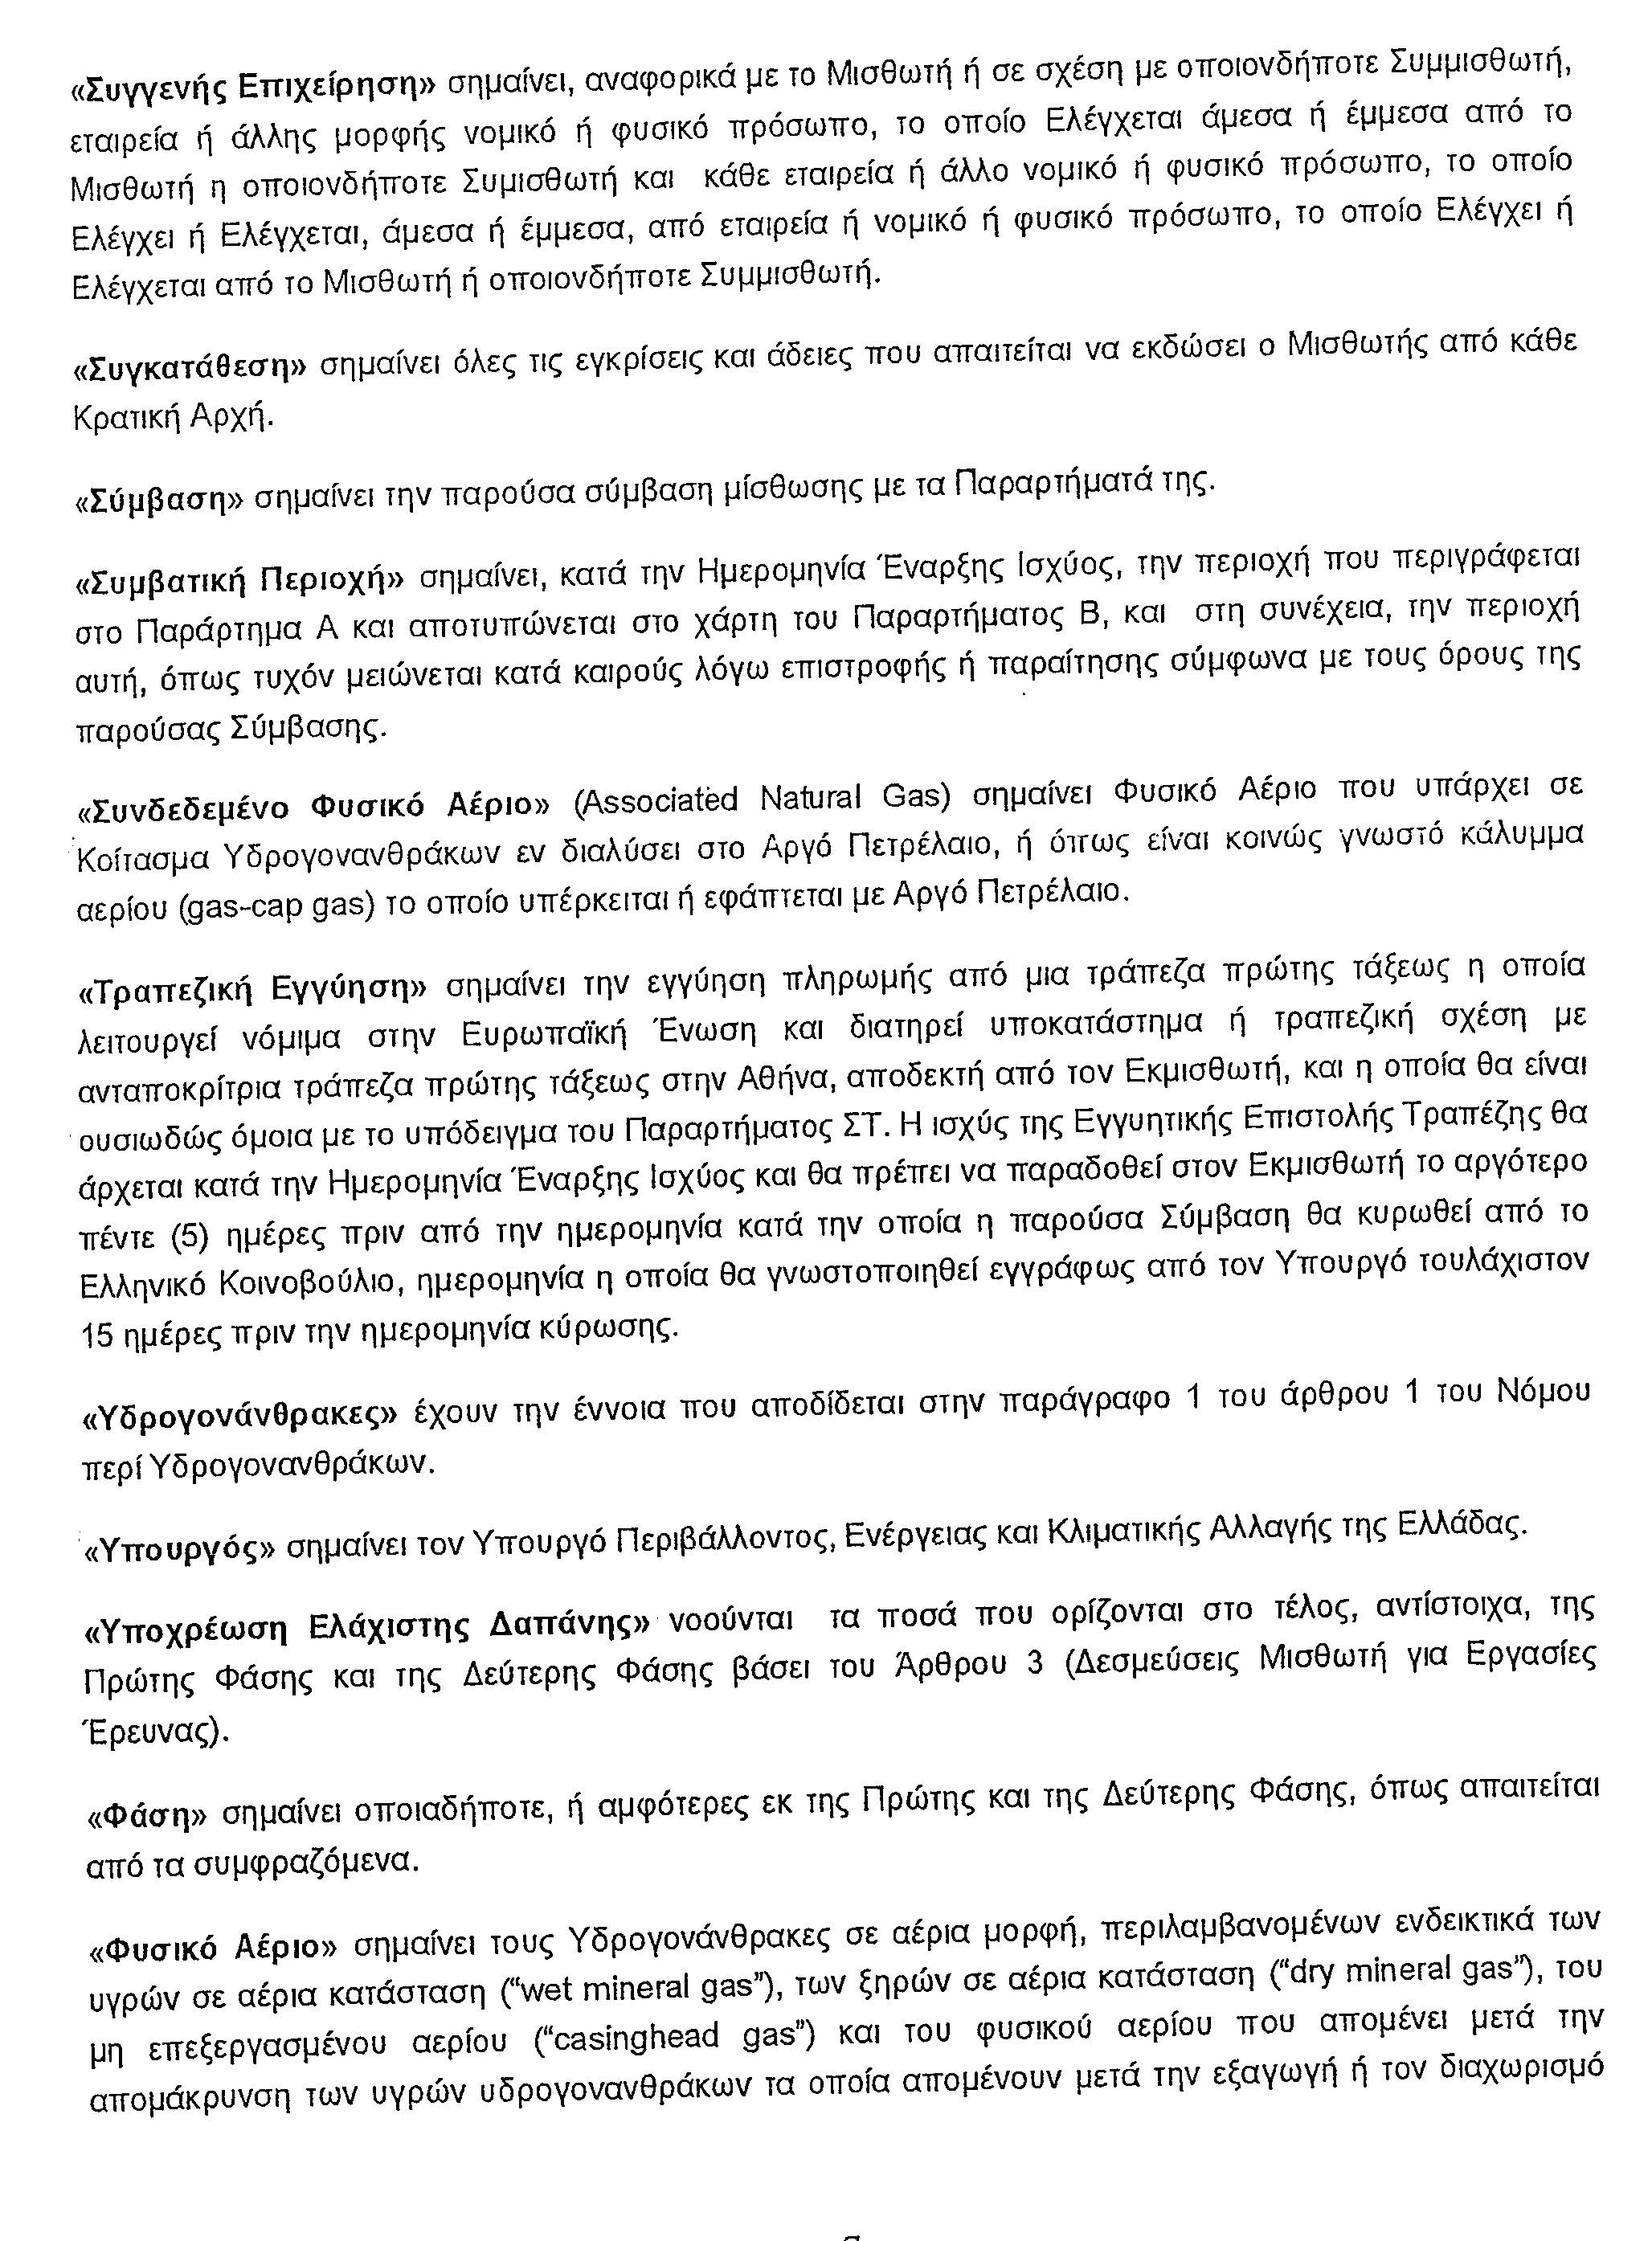 «Συγγενής Επιχείρηση» σημαίνει, αναφορικά με το Μισθωτή ή σε σχέση με οποιονδήποτε Συμμισθωτή,
εταιρεία ή άλλης μορφής νομικό ή φυσικό πρόσωπο, το οποίο Ελέγχεται άμεσα ή έμμεσα από το
Μισθωτή η οποιονδήποτε Συμισθωτή και κάθε εταιρεία ή άλλο νομικό ή φυσικό πρόσωπο, το οποίο
Ελέγχει ή Ελέγχεται, άμεσα ή έμμεσα, από εταιρεία ή νομικό ή φυσικό πρόσωπο, το οποίο Ελέγχει ή
Ελέγχεται από το Μισθωτή ή οποιονδήποτε Συμμισθωτή.
«Συγκατάθεση» σημαίνει όλες τις εγκρίσεις και άδειες που απαιτείται να εκδώσει ο Μισθωτής από κάθε
Κρατική Αρχή.
«Σύμβαση» σημαίνει την παρούσα σύμβαση μίσθωσης με τα Παραρτήματά της.
«Συμβατική Περιοχή» σημαίνει, κατά την Ημερομηνία Έναρξης Ισχύος, την περιοχή που περιγράφεται
στο Παράρτημα Α και αποτυπώνεται στο χάρτη του Παραρτήματος Β, και στη συνέχεια, την περιοχή
αυτή, όπως τυχόν μειώνεται κατά καιρούς λόγω επιστροφής ή παραίτησης σύμφωνα με τους όρους της
παρούσας Σύμβασης.
«Συνδεδεμένο Φυσικό Αέριο» (Associated Natural Gas) σημαίνει Φυσικό Αέριο που υπάρχει σε
Κοίτασμα Υδρογονανθράκων εν διαλύσει στο Αργό Πετρέλαιο, ή όπως είναι κοινώς γνωστό κάλυμμα
αερίου (gas-cap gas) το οποίο υπέρκειται ή εφάπτεται με Αργό Πετρέλαιο.
«Τραπεζική Εγγύηση» σημαίνει την εγγύηση πληρωμής από μια τράπεζα πρώτης τάξεως η οποία
λειτουργεί νόμιμα στην Ευρωπαϊκή Ένωση και διατηρεί υποκατάστημα ή τραπεζική σχέση με
ανταποκρίτρια τράπεζα πρώτης τάξεως στην Αθήνα, αποδεκτή από τον Εκμισθωτή, και η οποία θα είναι
ουσιωδώς όμοια με το υπόδειγμα του Παραρτήματος ΣΤ. Η ισχύς της Εγγυητικής Επιστολής Τραπέζης θα
άρχεται κατά την Ημερομηνία Έναρξης Ισχύος και θα πρέπει να παραδοθεί στον Εκμισθωτή το αργότερο
πέντε (5) ημέρες πριν από την ημερομηνία κατά την οποία η παρούσα Σύμβαση θα κυρωθεί από το
Ελληνικό Κοινοβούλιο, ημερομηνία η οποία θα γνωστοποιηθεί εγγράφως από τον Υπουργό τουλάχιστον
15 ημέρες πριν την ημερομηνία κύρωσης.
«Υδρογονάνθρακες» έχουν την έννοια που αποδίδεται στην παράγραφο 1 του άρθρου 1 του Νόμου
περί Υδρογονανθράκων.
«Υπουργός» σημαίνει τον Υπουργό Περιβάλλοντος, Ενέργειας και Κλιματικής Αλλαγής της Ελλάδας.
«Υποχρέωση Ελάχιστης Δαπάνης» νοούνται τα ποσά που ορίζονται στο τέλος, αντίστοιχα, της
Πρώτης Φάσης και της Δεύτερης Φάσης βάσει του Άρθρου 3 (Δεσμεύσεις Μισθωτή για Εργασίες
Έρευνας).
«Φάση» σημαίνει οποιαδήποτε, ή αμφότερες εκ της Πρώτης και της Δεύτερης Φάσης, όπως απαιτείται
από τα συμφραζόμενα.
«Φυσικό Αέριο» σημαίνει τους Υδρογονάνθρακες σε αέρια μορφή, περιλαμβανομένων ενδεικτικά των
υγρών σε αέρια κατάσταση (“wet mineral gas”), των ξηρών σε αέρια κατάσταση (“dry mineral gas”), του
μη επεξεργασμένου αερίου (“casinghead gas”) και του φυσικού αερίου που απομένει μετά την
απομάκρυνση των υγρών υδρογονανθράκων τα οποία απομένουν μετά την εξαγωγή ή τον διαχωρισμό